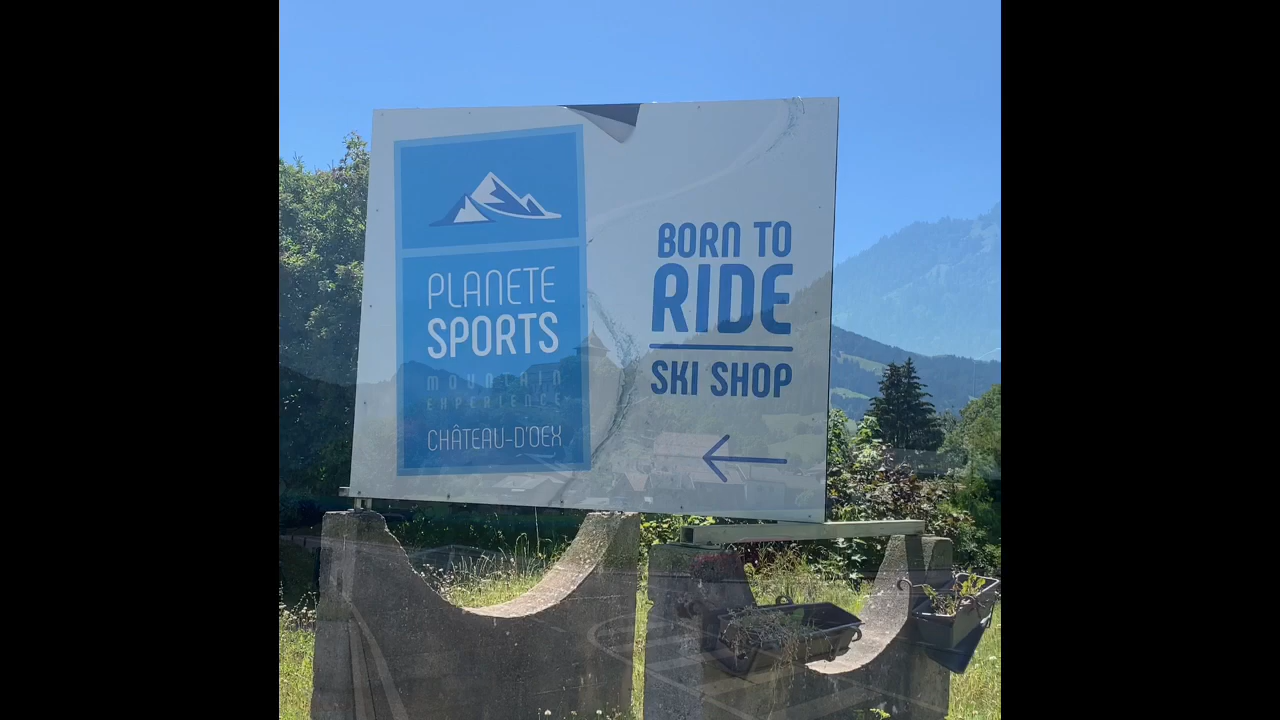 PLANETE
SPORTS
MOUNTAIN
EXPERIENCE
CHÂTEAU-D'OEX
BORN TO
RIDE
SKI SHOP